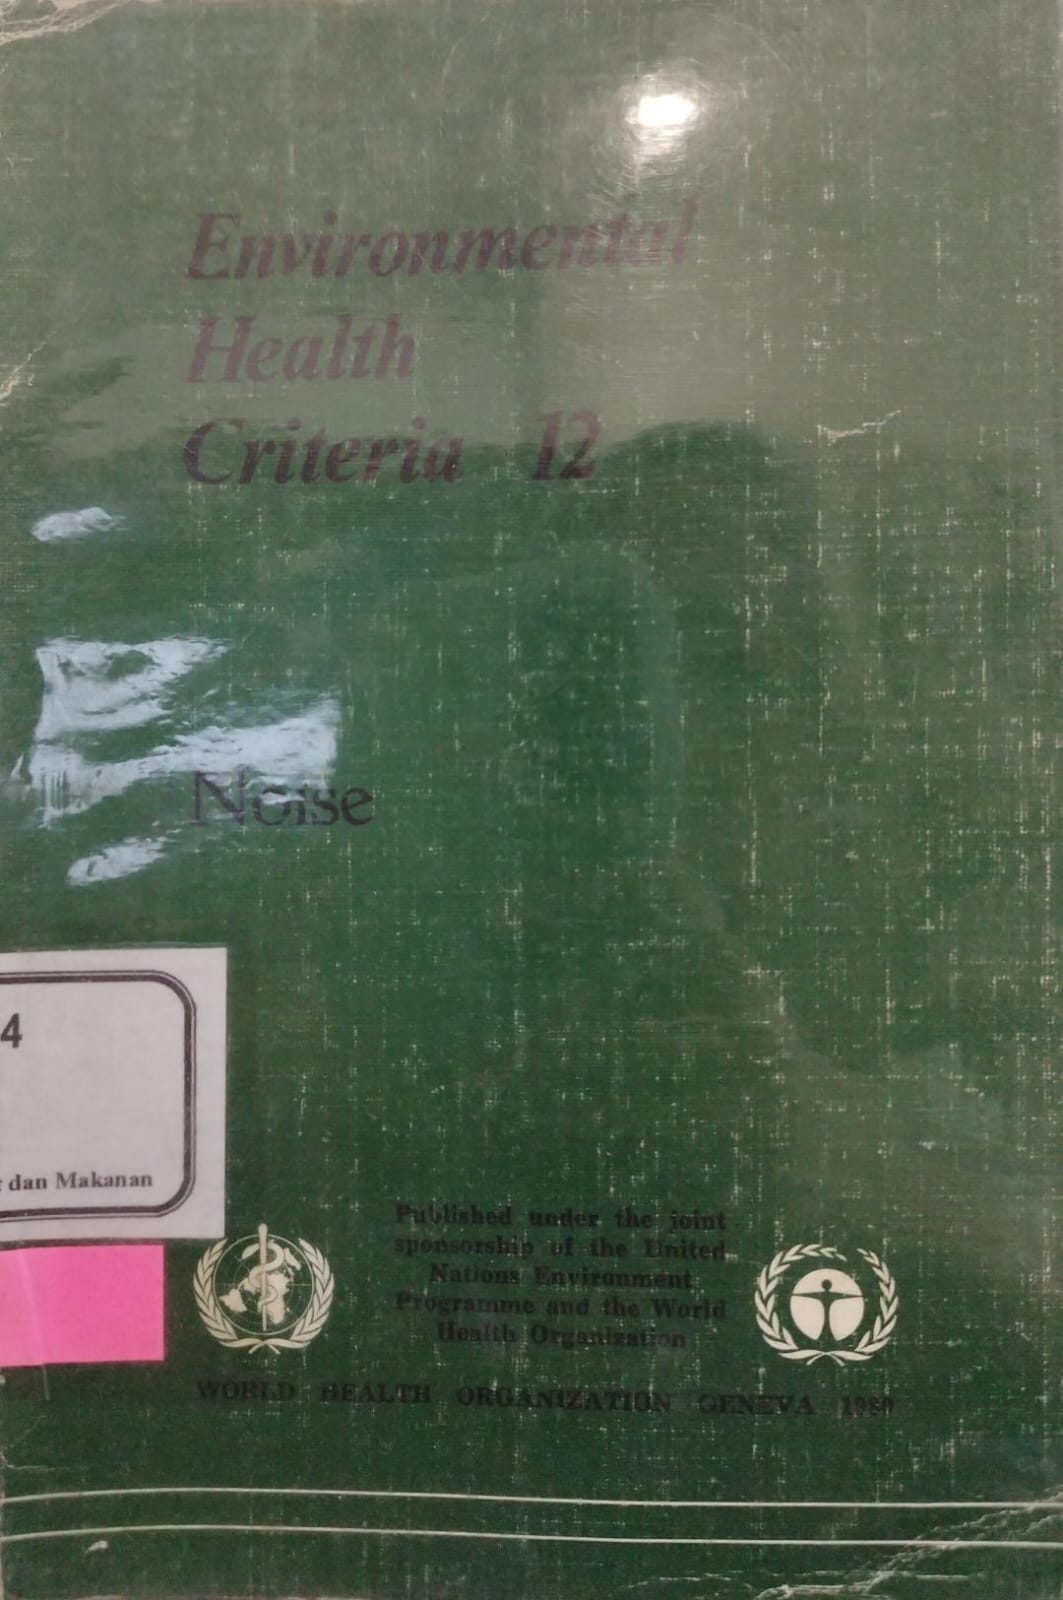 Environmental
Health
Criteria 12
Noise
4
dan Makanan
Published under the joint
sponsorship of the United
Nations Environment
Programme and the World
Health Organization
WORLD HEALTH ORGANIZATION GENEVA 1980